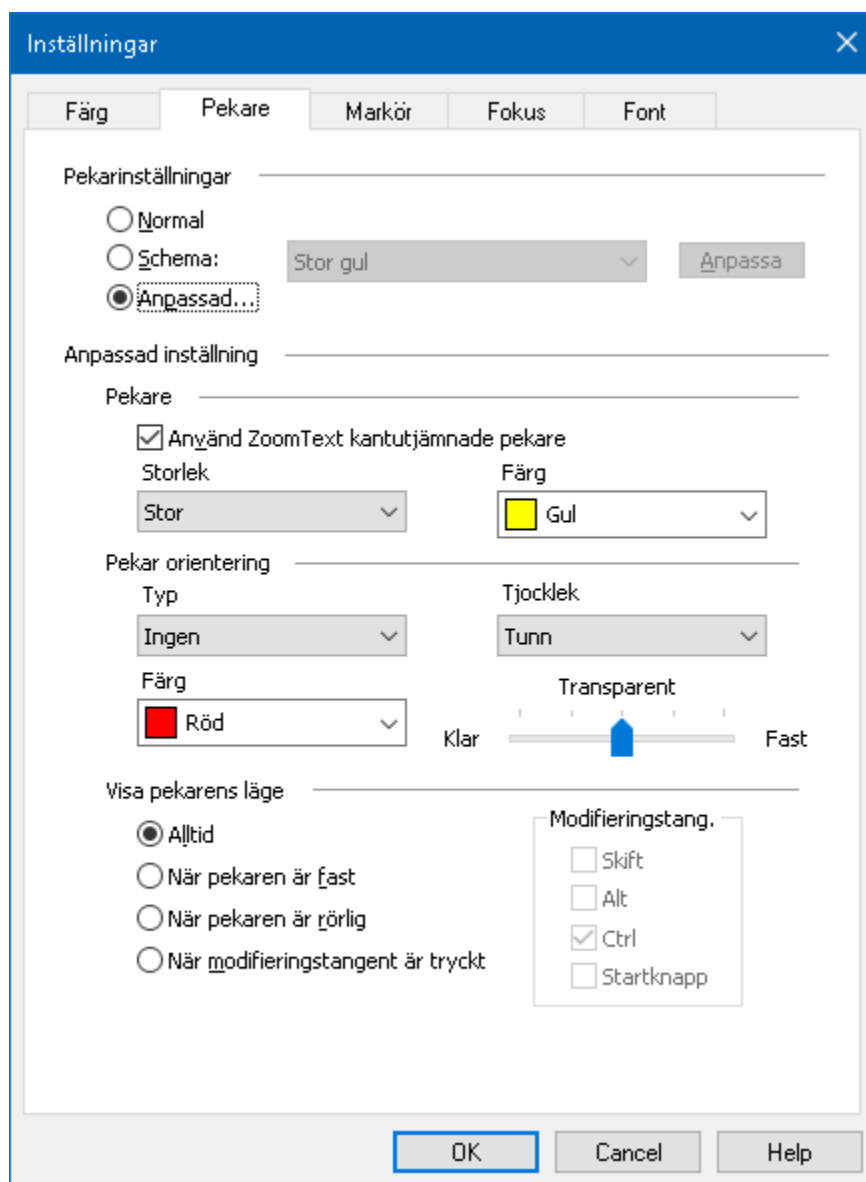 Inställningar
Färg Pekare Markör Fokus Font
Pekarinställningar
Normal
Schema: Stor gul Anpassa
Anpassad...
Anpassad inställning
Pekare
Använd ZoomText kantutjämnade pekare
Storlek Färg
Stor Gul
Pekar orientering
Typ Tjocklek
Ingen Tunn
Färg Transparent
Röd Klar Fast
Visa pekarens läge Modifieringstang.
Alltid Skift
När pekaren är fast Alt
När pekaren är rörlig Ctrl
När modifieringstangent är tryckt Startknapp
OK Cancel Help